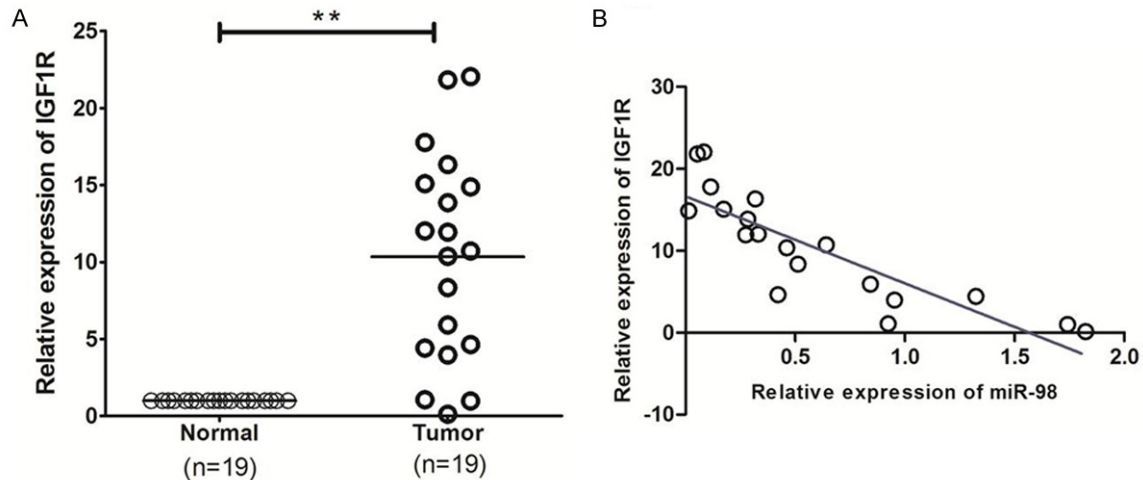 A
**
Relative expression of IGF1R
25
20
15
10
5
0
Normal
Tumor
(n=19)
(n=19)
B
Relative expression of IGF1R
30
20
10
0
-10
0.5
1.0
1.5
2.0
Relative expression of miR-98